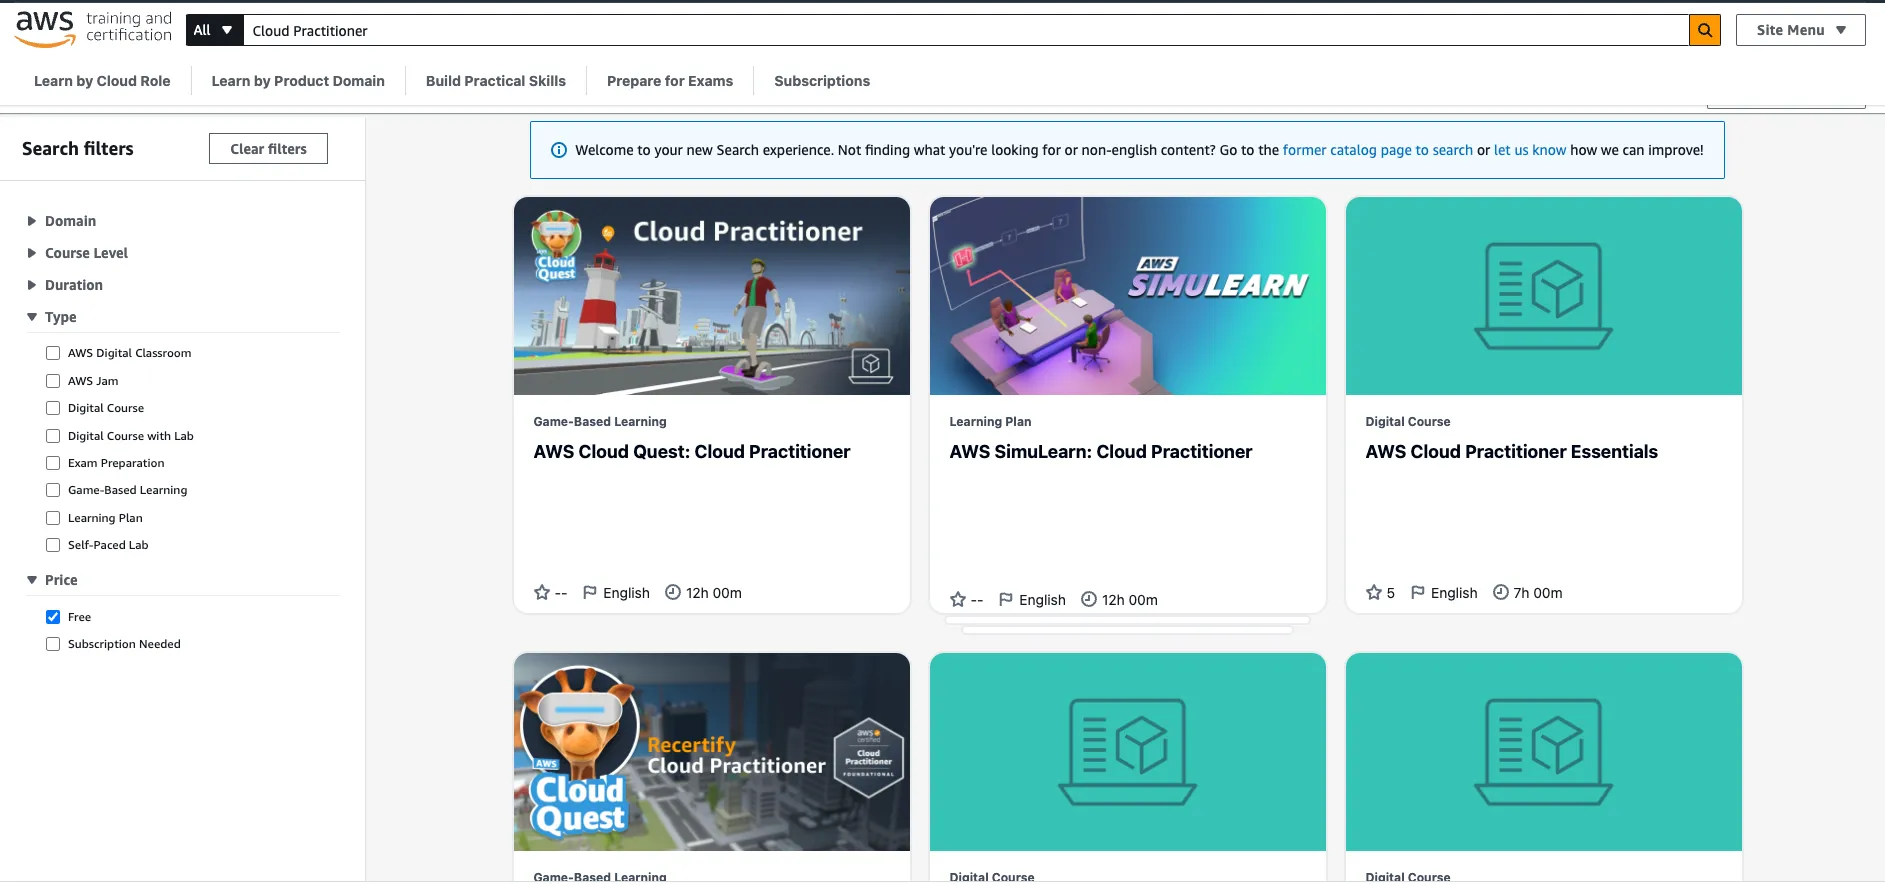 aws training and certification
All
Cloud Practitioner
Site Menu
Learn by Cloud Role
Learn by Product Domain
Build Practical Skills
Prepare for Exams
Subscriptions
Search filters
Clear filters
Domain
Course Level
Duration
Type
AWS Digital Classroom
AWS Jam
Digital Course
Digital Course with Lab
Exam Preparation
Game-Based Learning
Learning Plan
Self-Paced Lab
Price
Free
Subscription Needed
Welcome to your new Search experience. Not finding what you're looking for or non-english content? Go to the former catalog page to search or let us know how we can improve!
Cloud Quest
Cloud Practitioner
Game-Based Learning
AWS Cloud Quest: Cloud Practitioner
--
English
12h 00m
AWS
SIMULEARN
Learning Plan
AWS SimuLearn: Cloud Practitioner
--
English
12h 00m
Digital Course
AWS Cloud Practitioner Essentials
5
English
7h 00m
AWS
Cloud
Quest
Recertify
Cloud Practitioner
aws
certified
Cloud
Practitioner
FOUNDATIONAL
Game-Based Learning
Digital Course
Digital Course